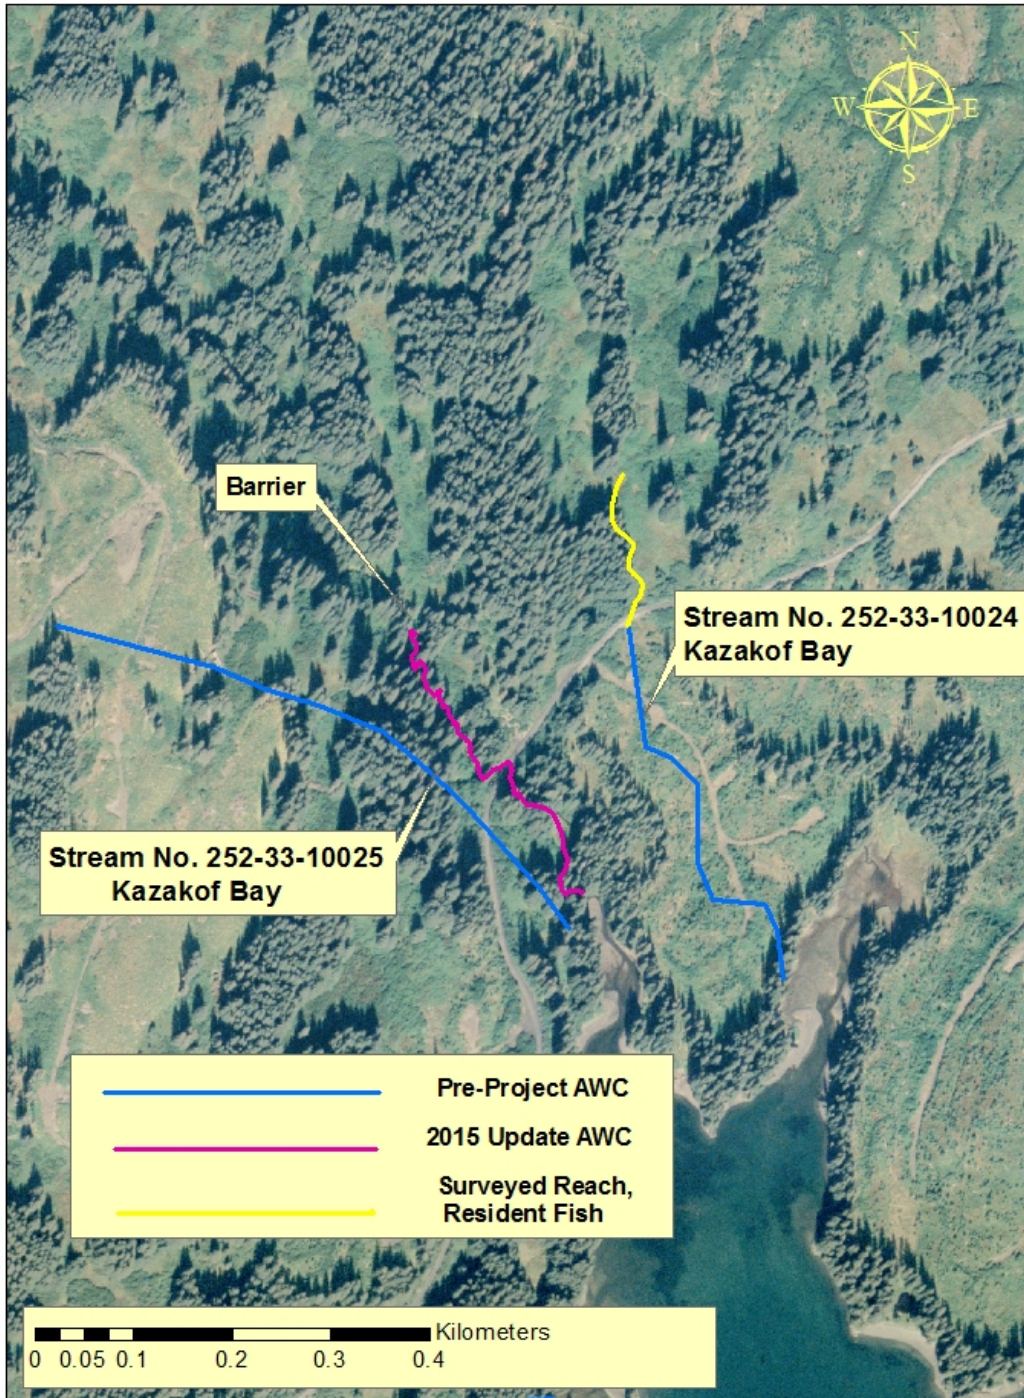 N
W E
S
Barrier
Stream No. 252-33-10024
Kazakof Bay
Stream No. 252-33-10025
Kazakof Bay
Pre-Project AWC
2015 Update AWC
Surveyed Reach,
Resident Fish
Kilometers
0 0.05 0.1 0.2 0.3 0.4